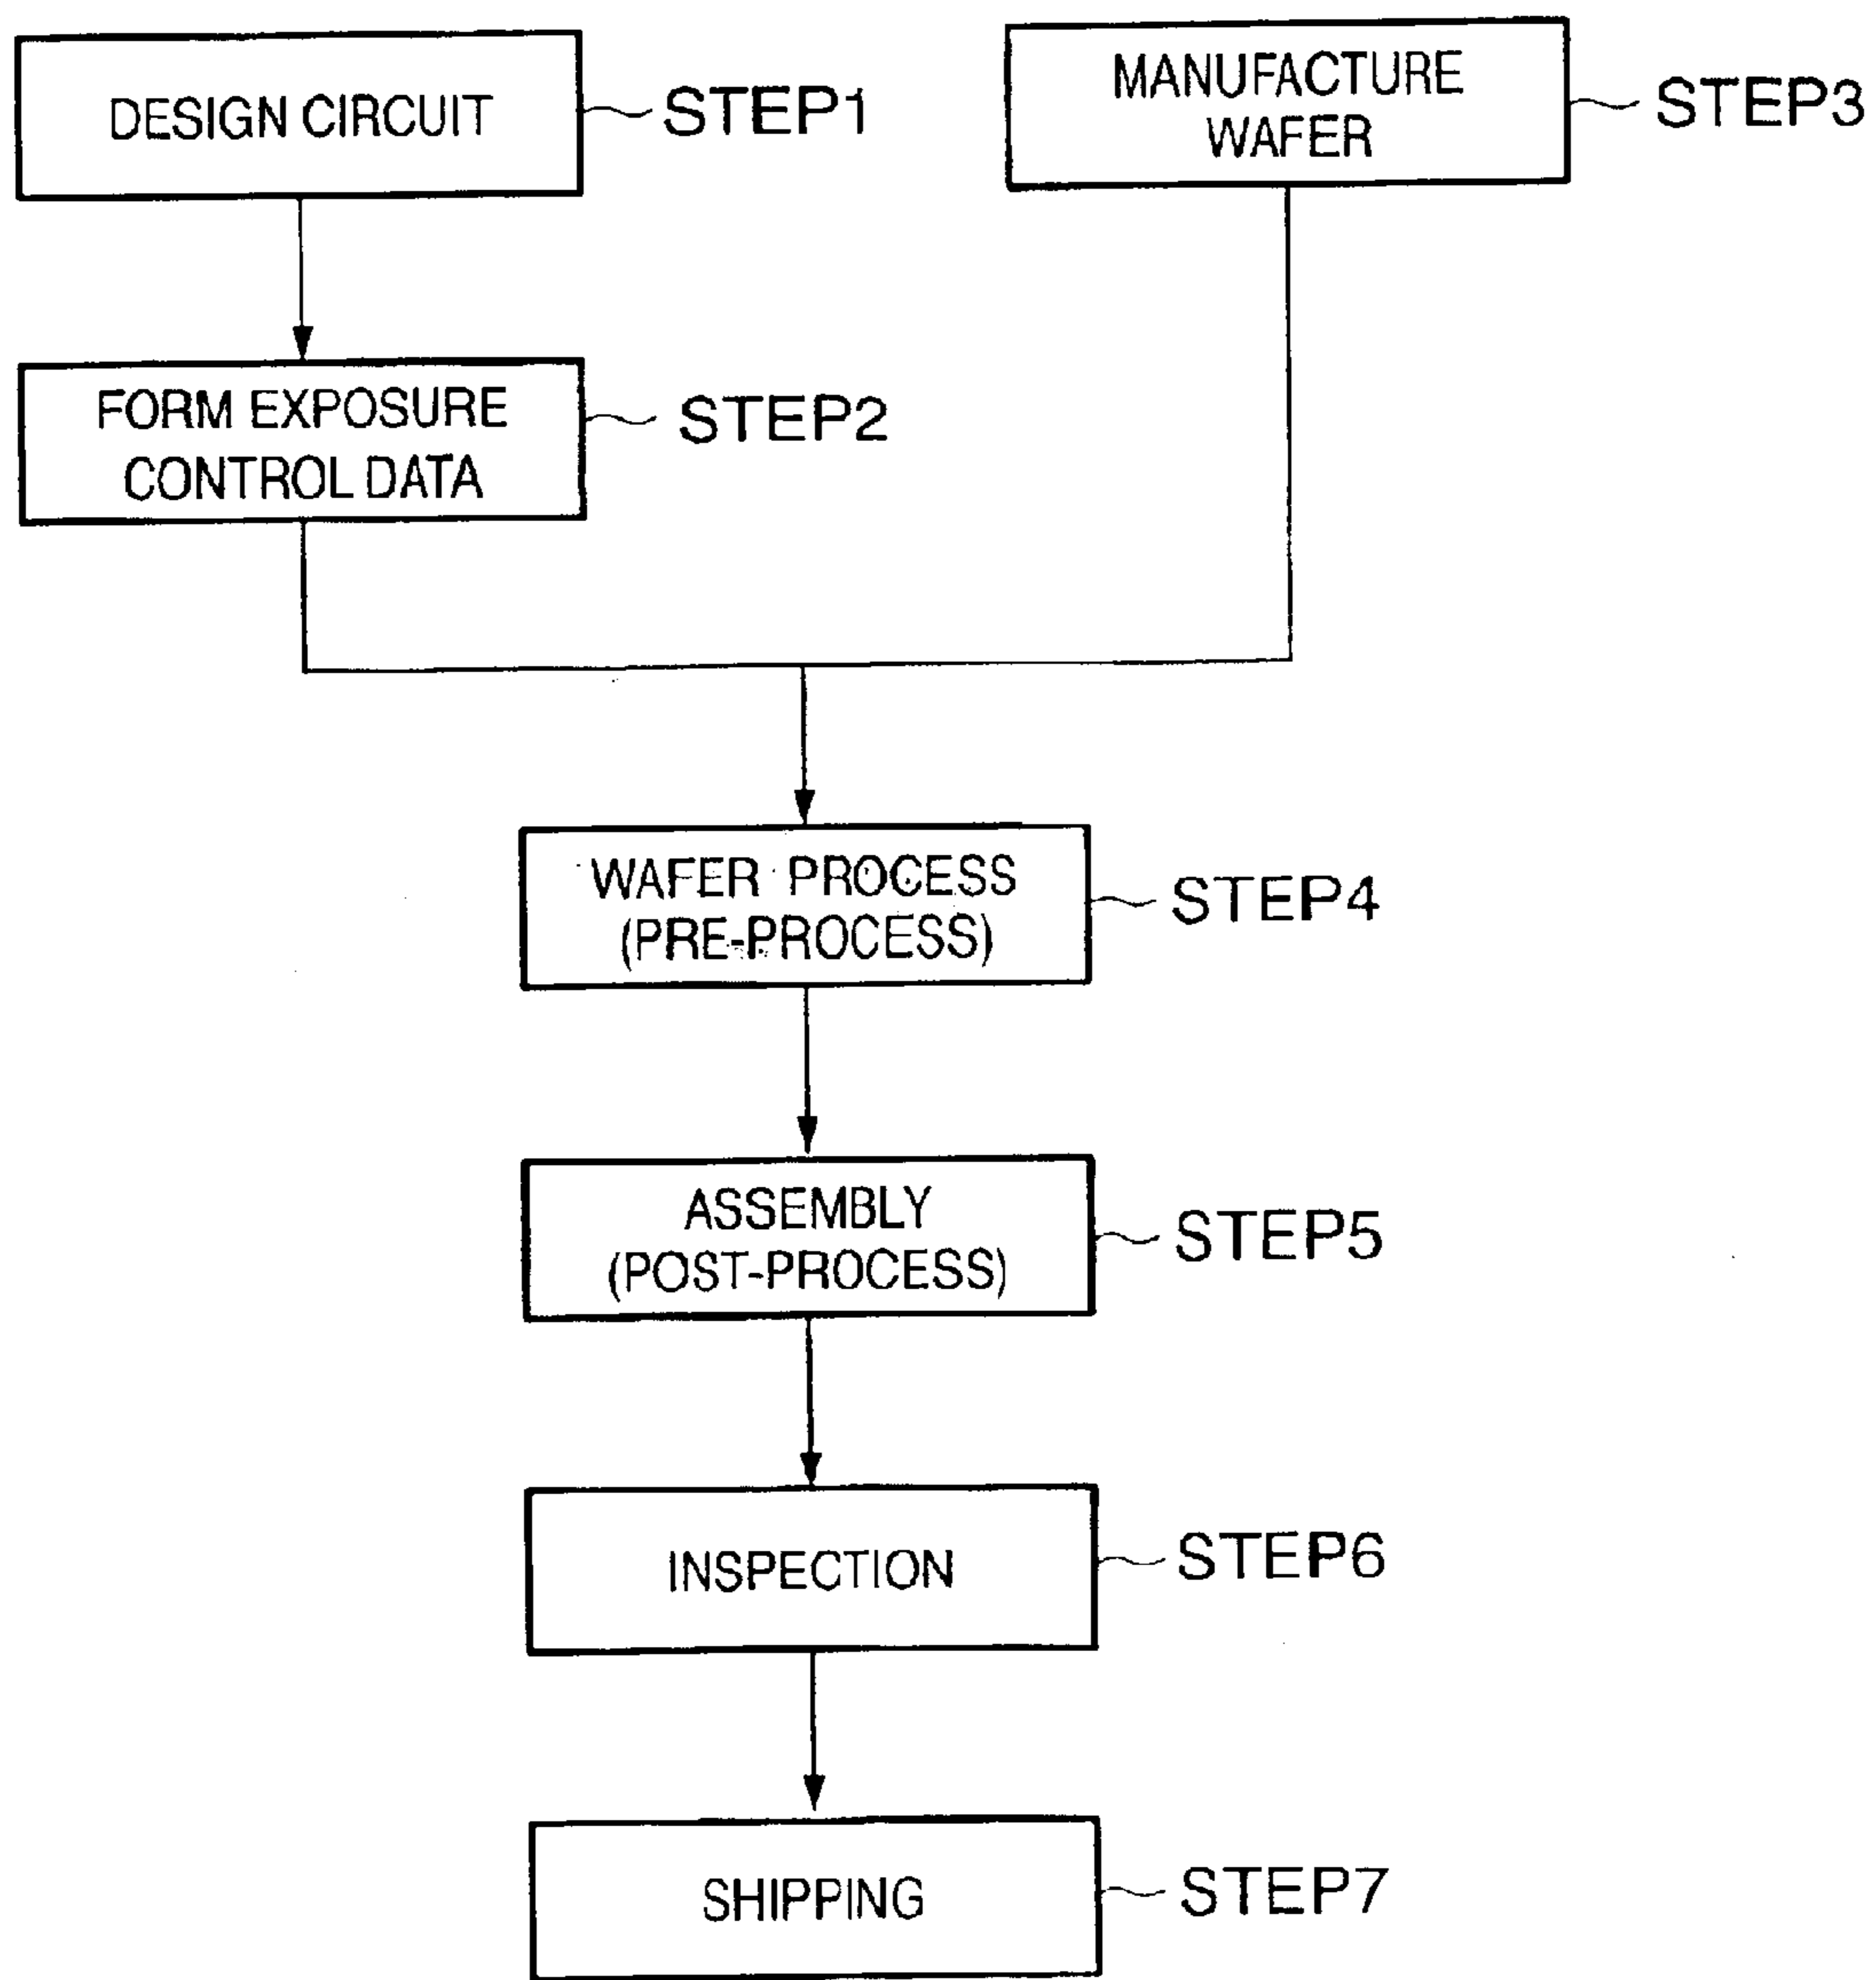 DESIGN CIRCUIT
STEP1
MANUFACTURE
WAFER
STEP3
FORM EXPOSURE
CONTROL DATA
STEP2
WAFER PROCESS
(PRE-PROCESS)
STEP4
ASSEMBLY
(POST-PROCESS)
STEP5
INSPECTION
STEP6
SHIPPING
STEP7